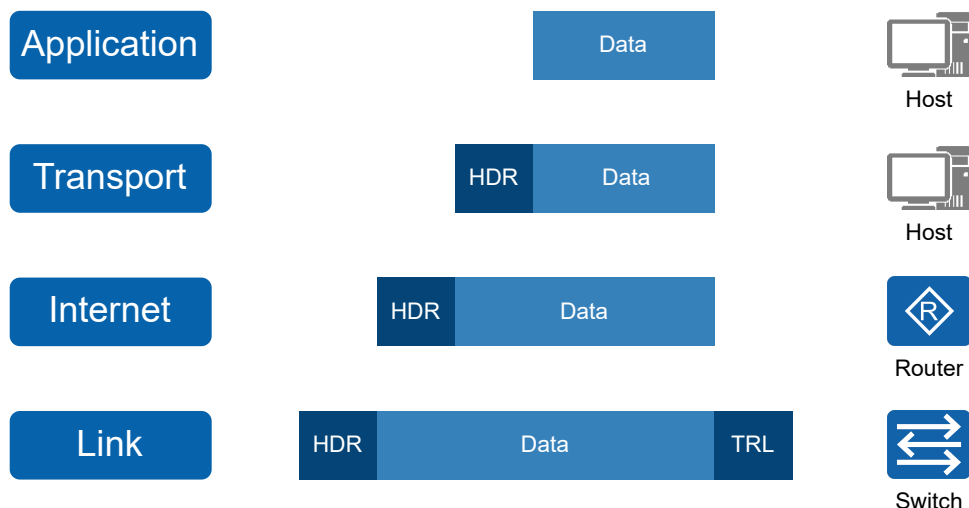 Application
Data
Host
Transport
HDR Data
Host
Internet
HDR Data
R
Router
Link
HDR Data TRL
Switch